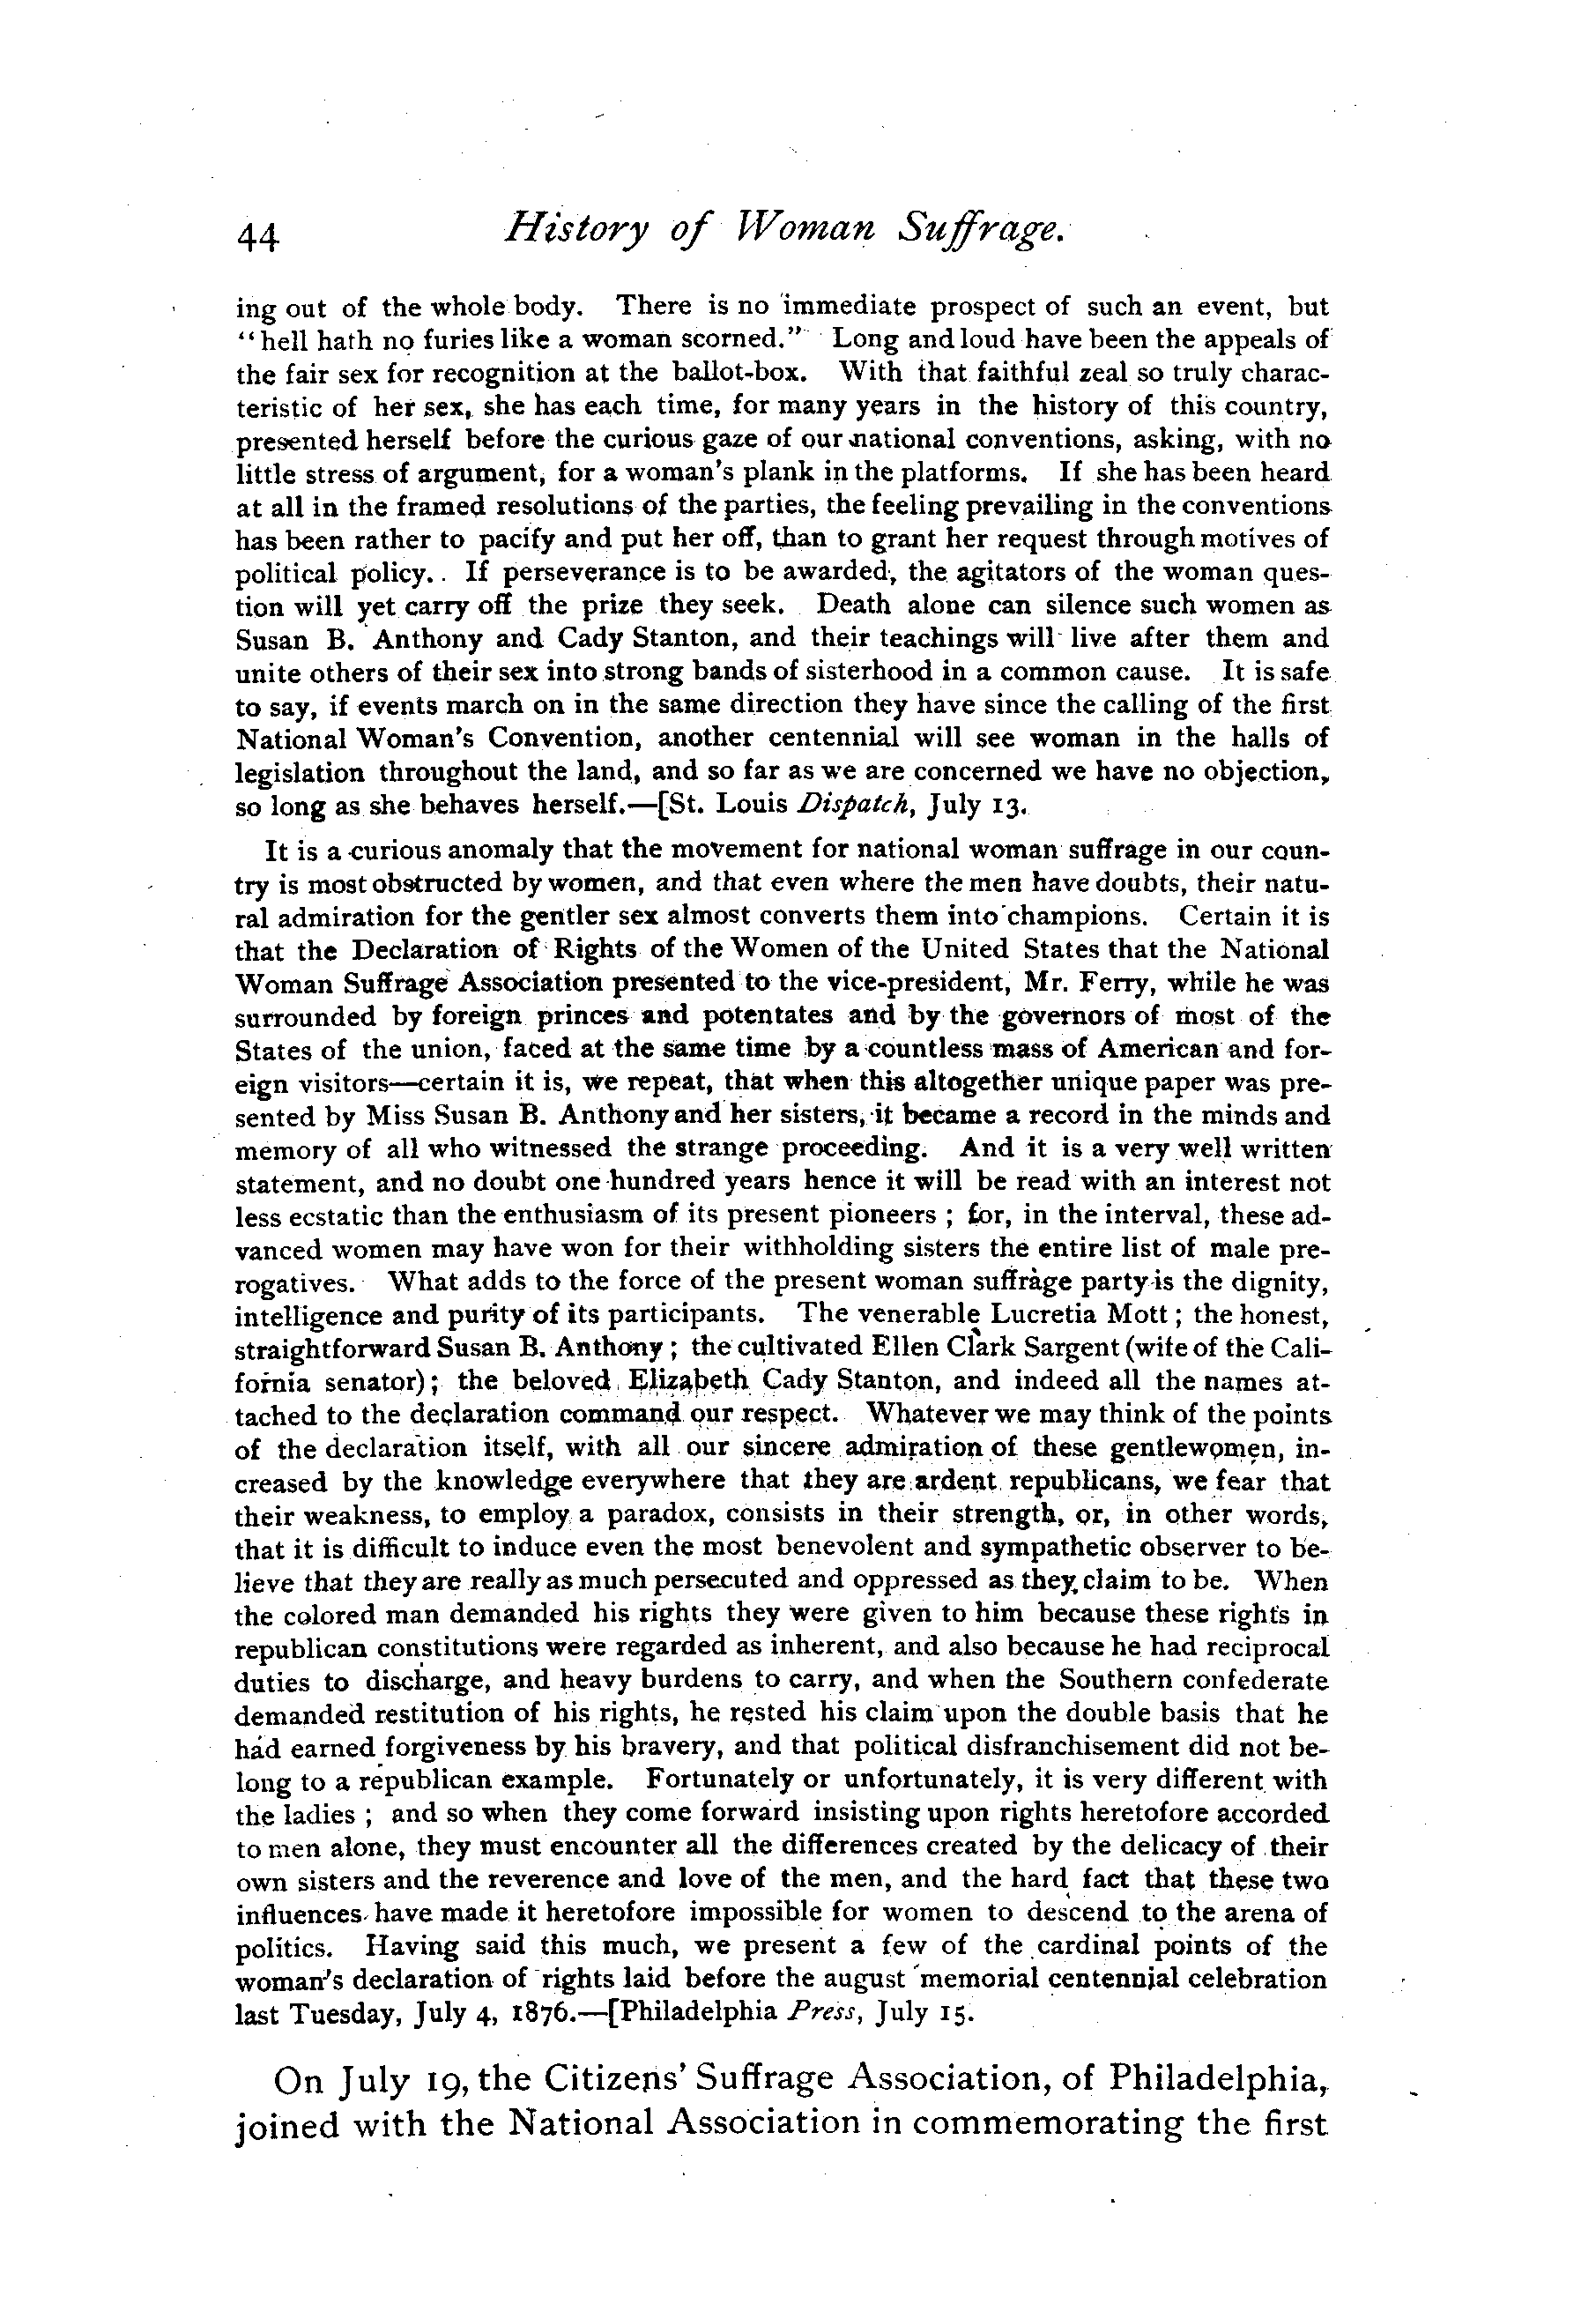 44 History of Woman Suffrage.
ing out of the whole body. There is no immediate prospect of such an event, but
"hell hath no furies like a woman scorned." Long and loud have been the appeals of
the fair sex for recognition at the ballot-box. With that faithful zeal so truly charac-
teristic of her sex, she has each time, for many years in the history of this country,
presented herself before the curious gaze of our national conventions, asking, with no
little stress of argument, for a woman's plank in the platforms. If she has been heard
at all in the framed resolutions of the parties, the feeling prevailing in the conventions
has been rather to pacify and put her off, than to grant her request through motives of
political policy. If perseverance is to be awarded, the agitators of the woman ques-
tion will yet carry off the prize they seek. Death alone can silence such women as
Susan B. Anthony and Cady Stanton, and their teachings will live after them and
unite others of their sex into strong bands of sisterhood in a common cause. It is safe
to say, if events march on in the same direction they have since the calling of the first
National Woman's Convention, another centennial will see woman in the halls of
legislation throughout the land, and so far as we are concerned we have no objection,
so long as she behaves herself.—[St. Louis Dispatch, July 13.
It is a curious anomaly that the movement for national woman suffrage in our coun-
try is most obstructed by women, and that even where the men have doubts, their natu-
ral admiration for the gentler sex almost converts them into champions. Certain it is
that the Declaration of Rights of the Women of the United States that the National
Woman Suffrage Association presented to the vice-president, Mr. Ferry, while he was
surrounded by foreign princes and potentates and by the governors of most of the
States of the union, faced at the same time by a countless mass of American and for-
eign visitors—certain it is, we repeat, that when this altogether unique paper was pre-
sented by Miss Susan B. Anthony and her sisters, it became a record in the minds and
memory of all who witnessed the strange proceeding. And it is a very well written
statement, and no doubt one hundred years hence it will be read with an interest not
less ecstatic than the enthusiasm of its present pioneers ; for, in the interval, these ad-
vanced women may have won for their withholding sisters the entire list of male pre-
rogatives. What adds to the force of the present woman suffrage party is the dignity,
intelligence and purity of its participants. The venerable Lucretia Mott ; the honest,
straightforward Susan B. Anthony ; the cultivated Ellen Clark Sargent (wife of the Cali-
fornia senator) ; the beloved Elizabeth Cady Stanton, and indeed all the names at-
tached to the declaration command our respect. Whatever we may think of the points
of the declaration itself, with all our sincere admiration of these gentlewomen, in-
creased by the knowledge everywhere that they are ardent republicans, we fear that
their weakness, to employ a paradox, consists in their strength, or, in other words,
that it is difficult to induce even the most benevolent and sympathetic observer to be-
lieve that they are really as much persecuted and oppressed as they claim to be. When
the colored man demanded his rights they were given to him because these rights in
republican constitutions were regarded as inherent, and also because he had reciprocal
duties to discharge, and heavy burdens to carry, and when the Southern confederate
demanded restitution of his rights, he rested his claim upon the double basis that he
had earned forgiveness by his bravery, and that political disfranchisement did not be-
long to a republican example. Fortunately or unfortunately, it is very different with
the ladies ; and so when they come forward insisting upon rights heretofore accorded
to men alone, they must encounter all the differences created by the delicacy of their
own sisters and the reverence and love of the men, and the hard fact that these two
influences have made it heretofore impossible for women to descend to the arena of
politics. Having said this much, we present a few of the cardinal points of the
woman's declaration of rights laid before the august memorial centennial celebration
last Tuesday, July 4, 1876.—[Philadelphia Press, July 15.
On July 19, the Citizens' Suffrage Association, of Philadelphia,
joined with the National Association in commemorating the first